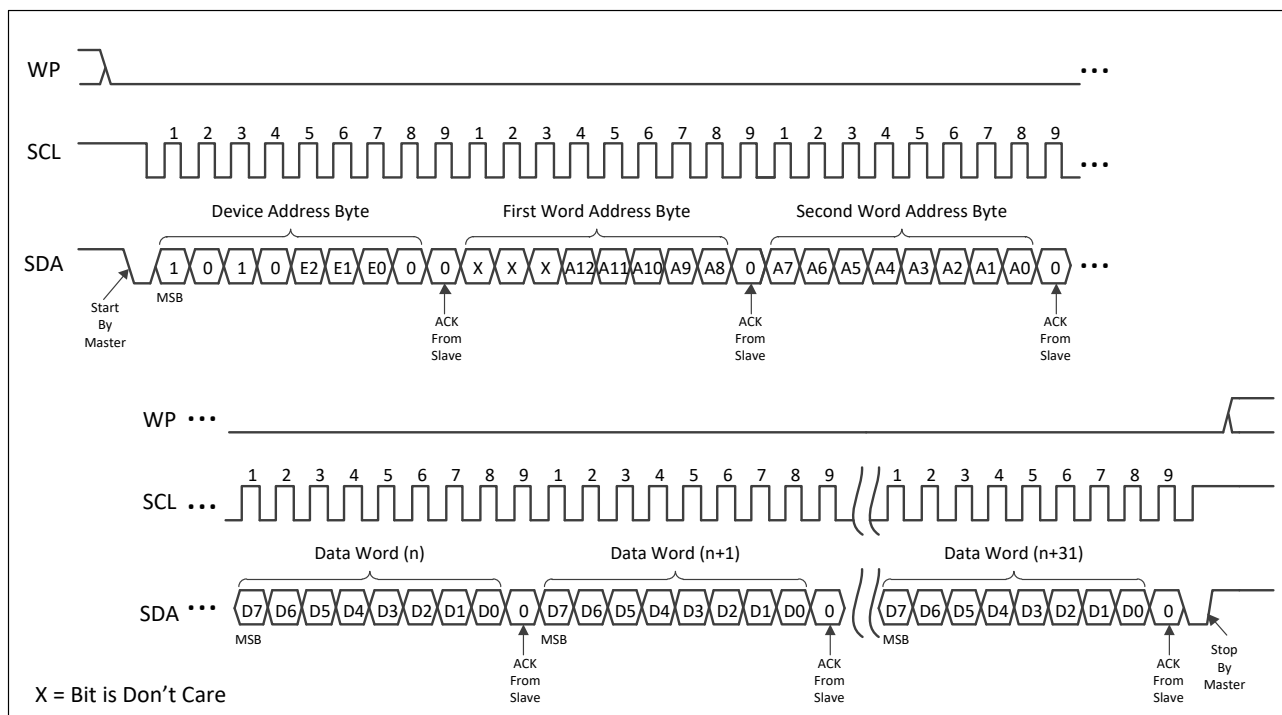 WP ...
1 2 3 4 5 6 7 8 9 1 2 3 4 5 6 7 8 9 1 2 3 4 5 6 7 8 9
SCL ...
Device Address Byte First Word Address Byte Second Word Address Byte
SDA 1 0 1 0 E2 E1 E0 0 0 X X X A12 A11 A10 A9 A8 0 A7 A6 A5 A4 A3 A2 A1 A0 0 ...
MSB
Start By Master
ACK From Slave
ACK From Slave
ACK From Slave
WP ...
1 2 3 4 5 6 7 8 9 1 2 3 4 5 6 7 8 9 1 2 3 4 5 6 7 8 9
SCL ...
Data Word (n) Data Word (n+1) Data Word (n+31)
SDA ... D7 D6 D5 D4 D3 D2 D1 D0 0 D7 D6 D5 D4 D3 D2 D1 D0 0 D7 D6 D5 D4 D3 D2 D1 D0 0
MSB MSB MSB
ACK From Slave
ACK From Slave
ACK From Slave
Stop By Master
X = Bit is Don't Care